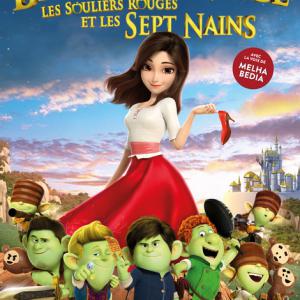 LES SOULIERS ROUGES
ET LES SEPT NAINS
AVEC
LA VOIX DE
MELHA
BEDIA